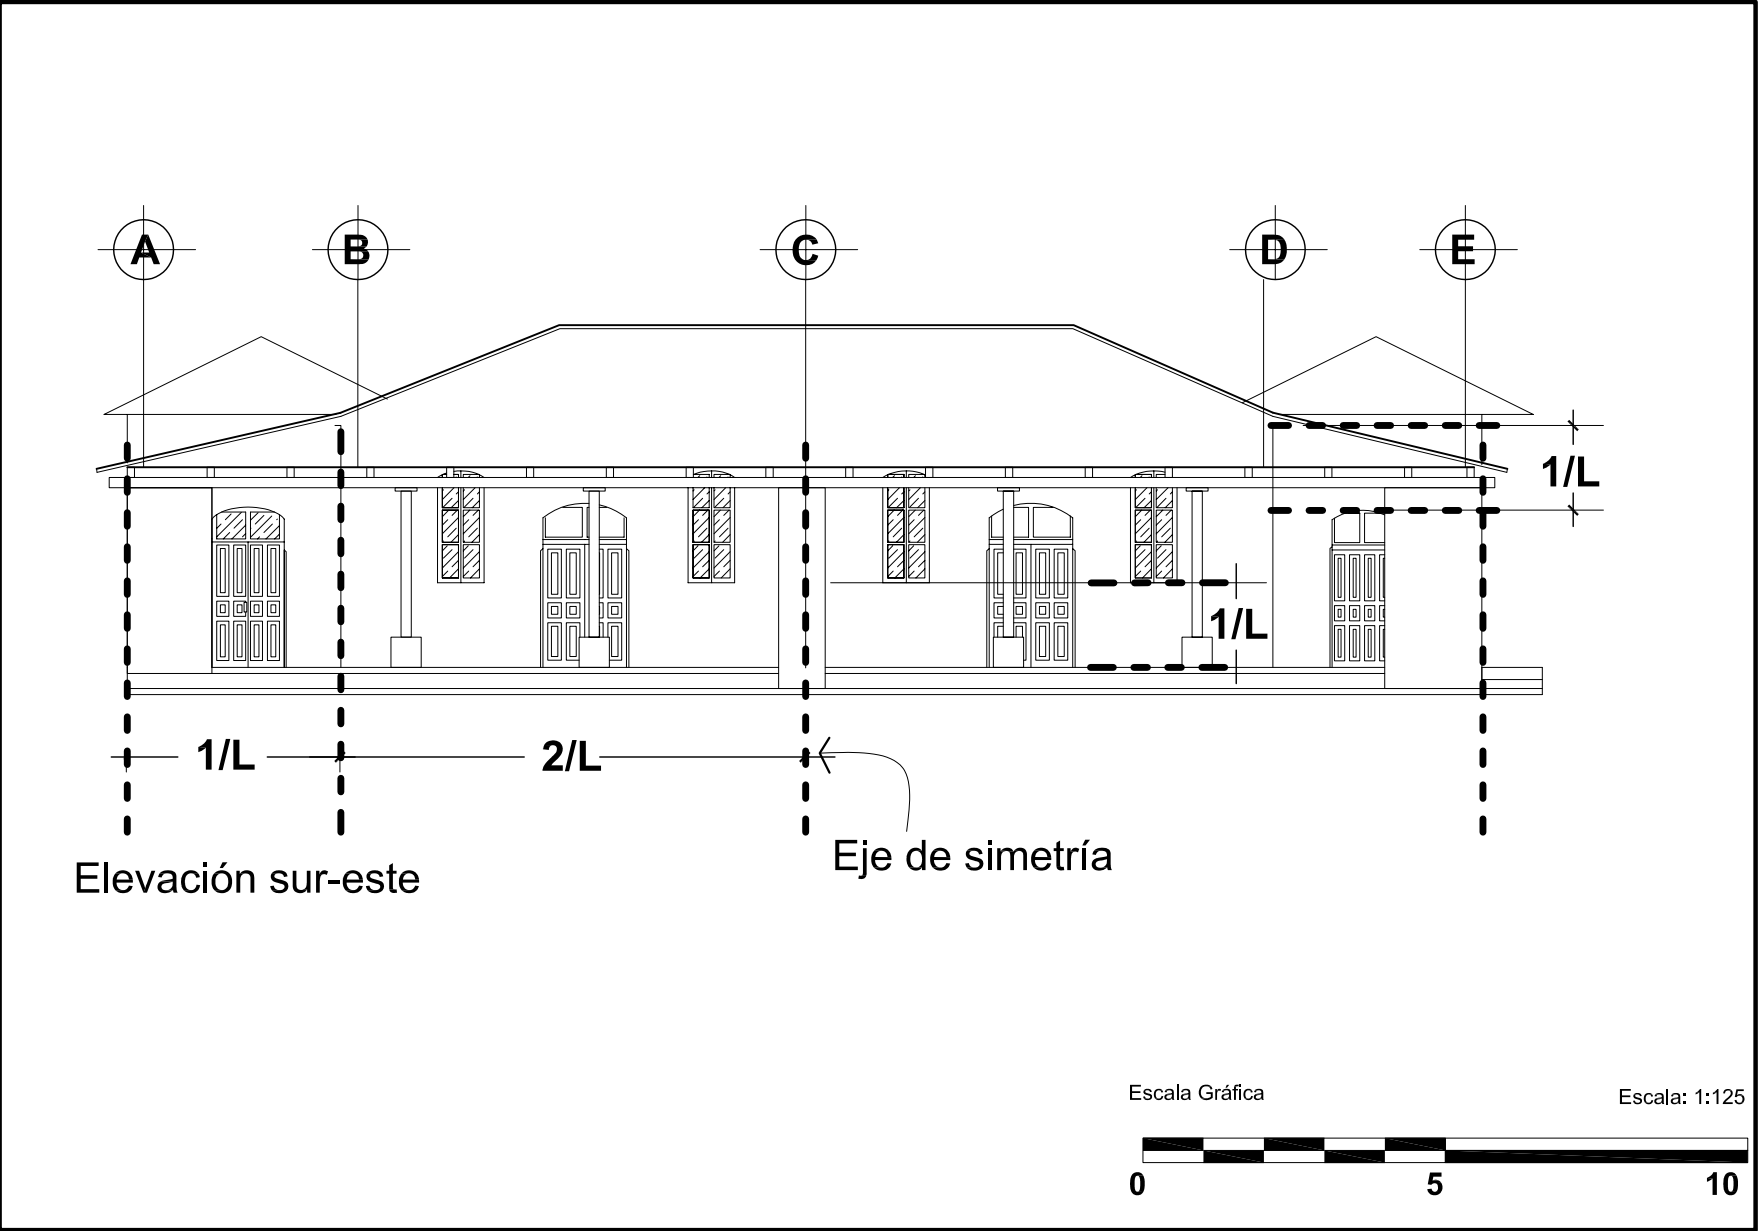 A B C D E
1/L
1/L
1/L 2/L
Eje de simetría
Elevación sur-este
Escala Gráfica Escala: 1:125
0 5 10